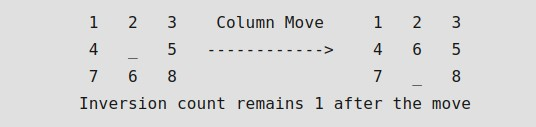 1 2 3 Column Move 1 2 3
4 _ 5 ------------> 4 6 5
7 6 8 7 _ 8
Inversion count remains 1 after the move